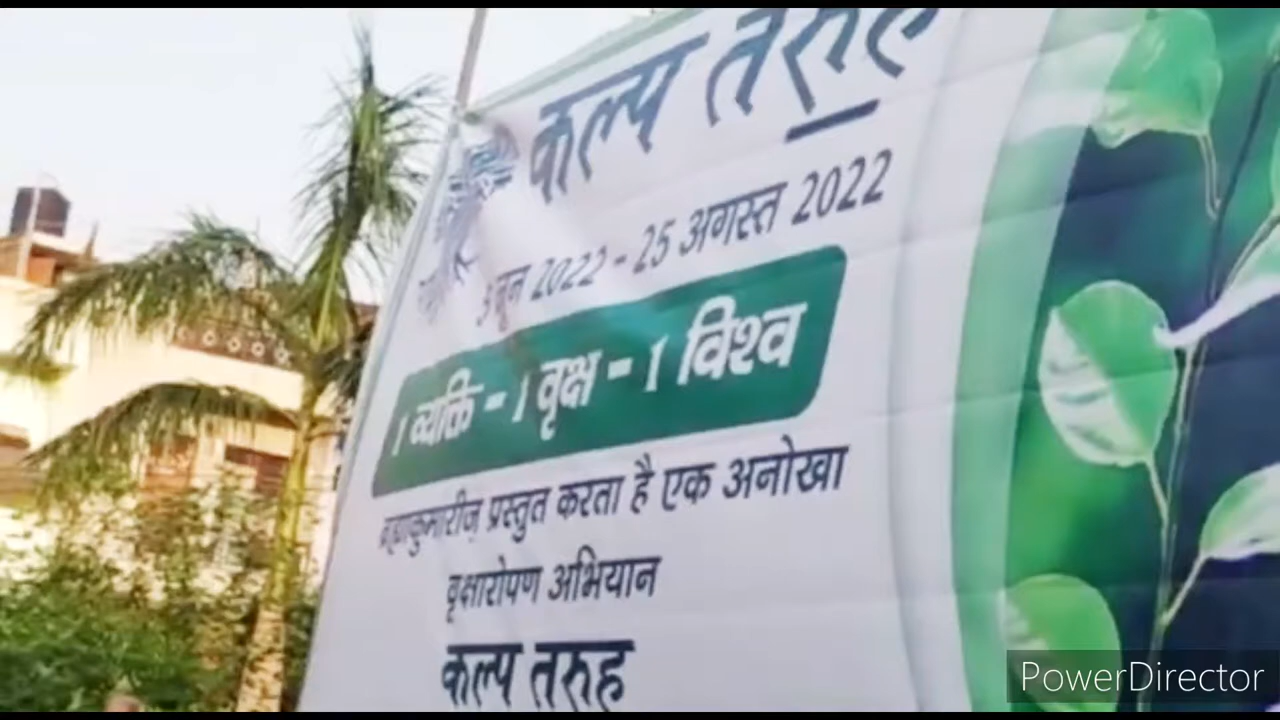 कल्प तरुह
5 जून 2022 - 25 अगस्त 2022
1 व्यक्ति - 1 वृक्ष - 1 विश्व
ब्रह्माकुमारीज़ प्रस्तुत करता है एक अनोखा
वृक्षारोपण अभियान
कल्प तरुह
PowerDirector